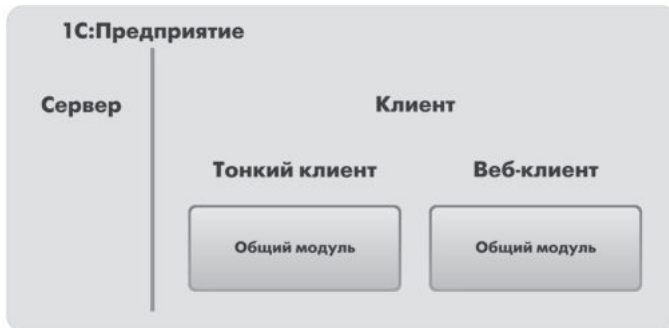 1С:Предприятие
Сервер
Клиент
Тонкий клиент
Веб-клиент
Общий модуль
Общий модуль